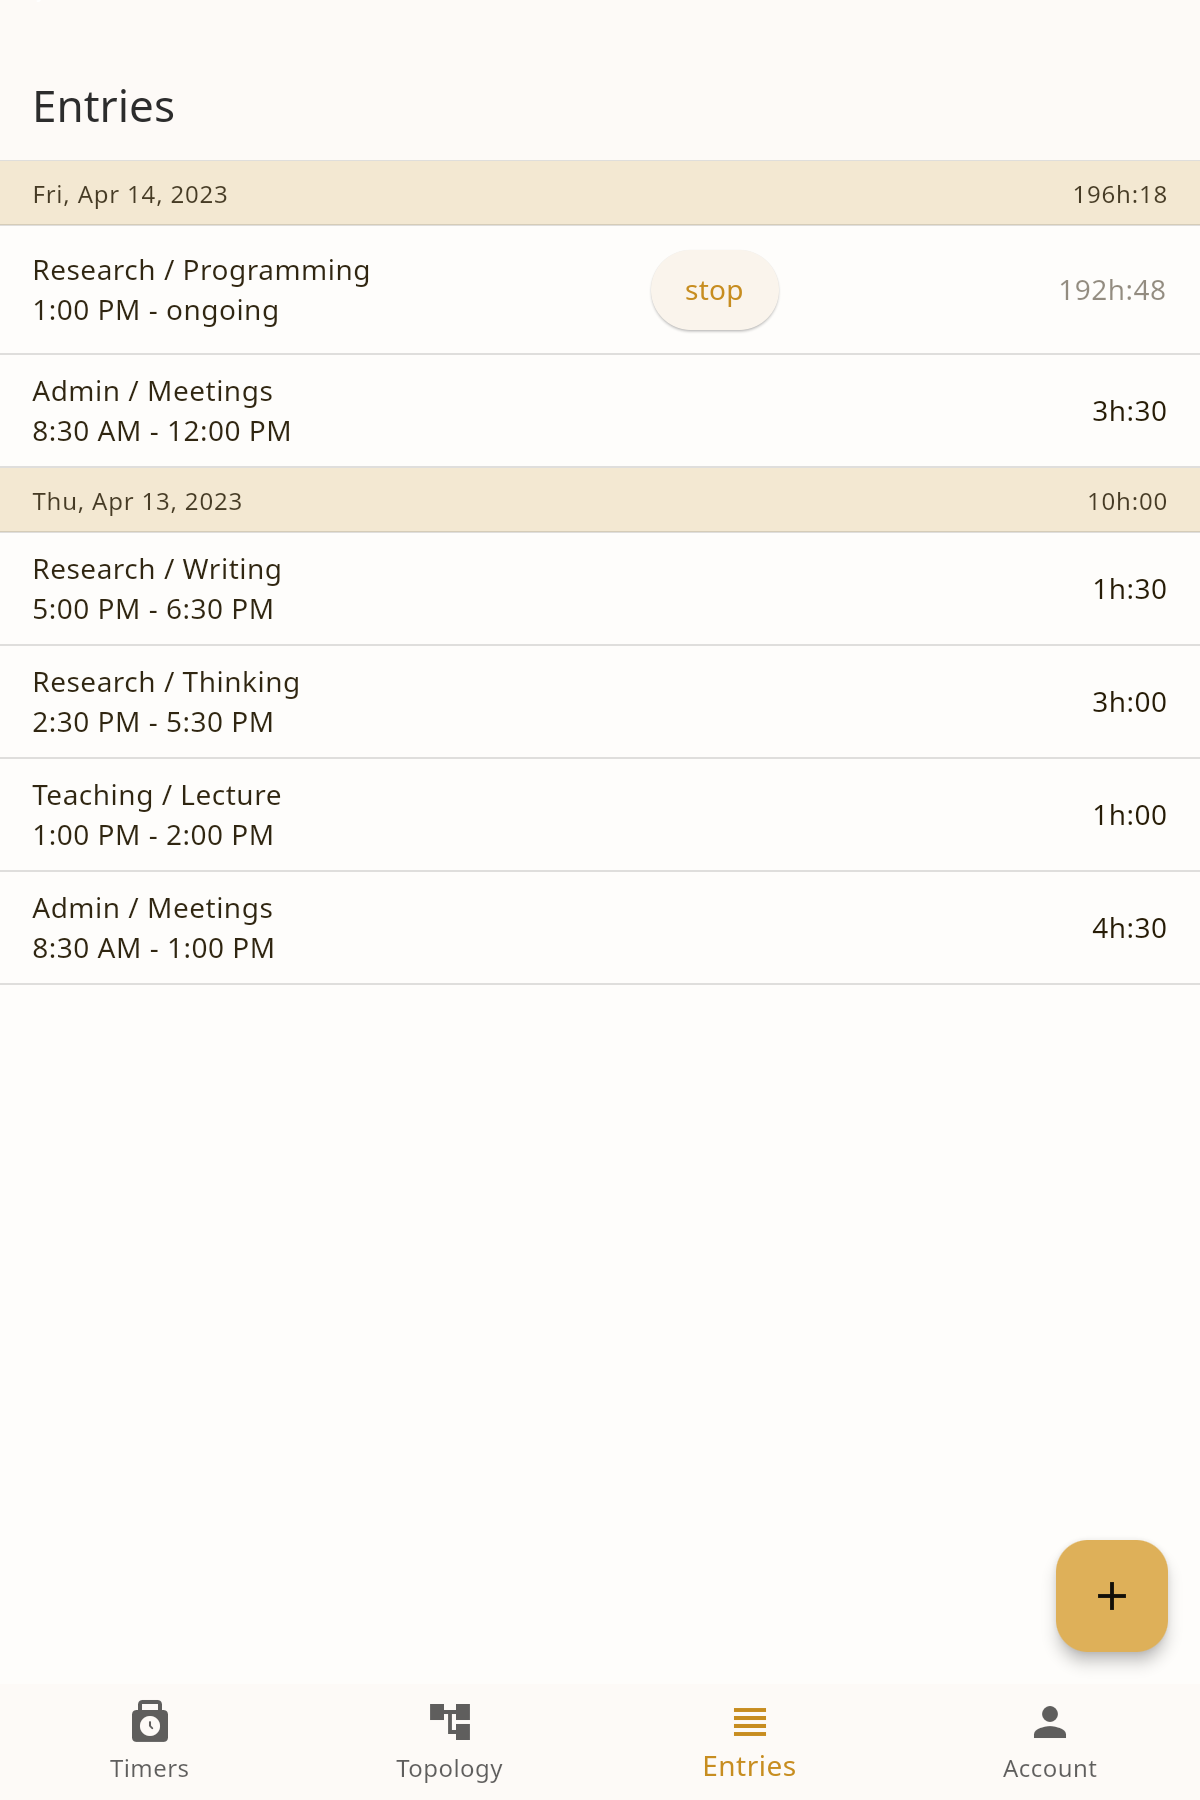 Entries
Fri, Apr 14, 2023 196h:18
Research / Programming
1:00 PM - ongoing
stop
192h:48
Admin / Meetings
8:30 AM - 12:00 PM
3h:30
Thu, Apr 13, 2023 10h:00
Research / Writing
5:00 PM - 6:30 PM
1h:30
Research / Thinking
2:30 PM - 5:30 PM
3h:00
Teaching / Lecture
1:00 PM - 2:00 PM
1h:00
Admin / Meetings
8:30 AM - 1:00 PM
4h:30
Timers Topology Entries Account